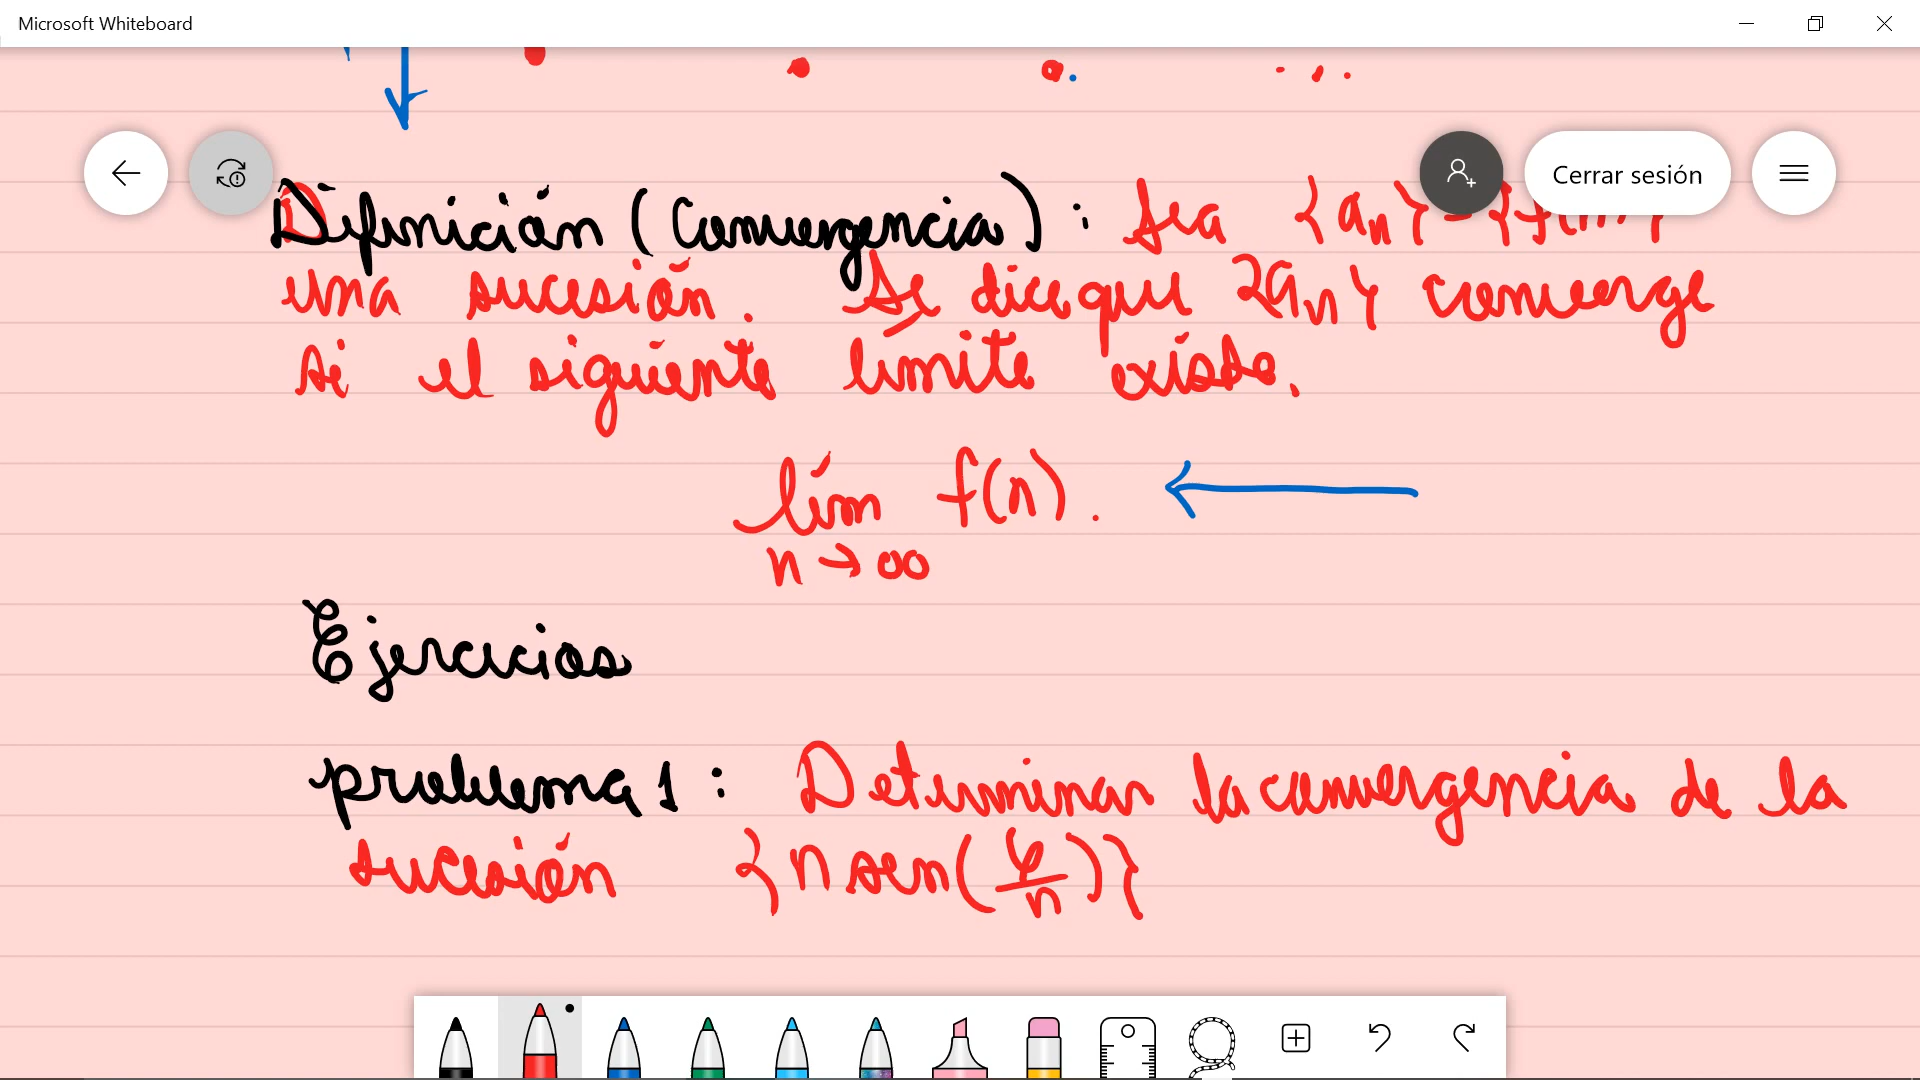 Microsoft Whiteboard
Cerrar sesión
Definición (Convergencia): Sea {an}={f(n)}
una sucesión. Se dice que {an} converge
si el siguiente límite existe.
lím f(n).
n→∞
Ejercicios
problema 1: Determinar la convergencia de la
sucesión {n sen(φ/n)}